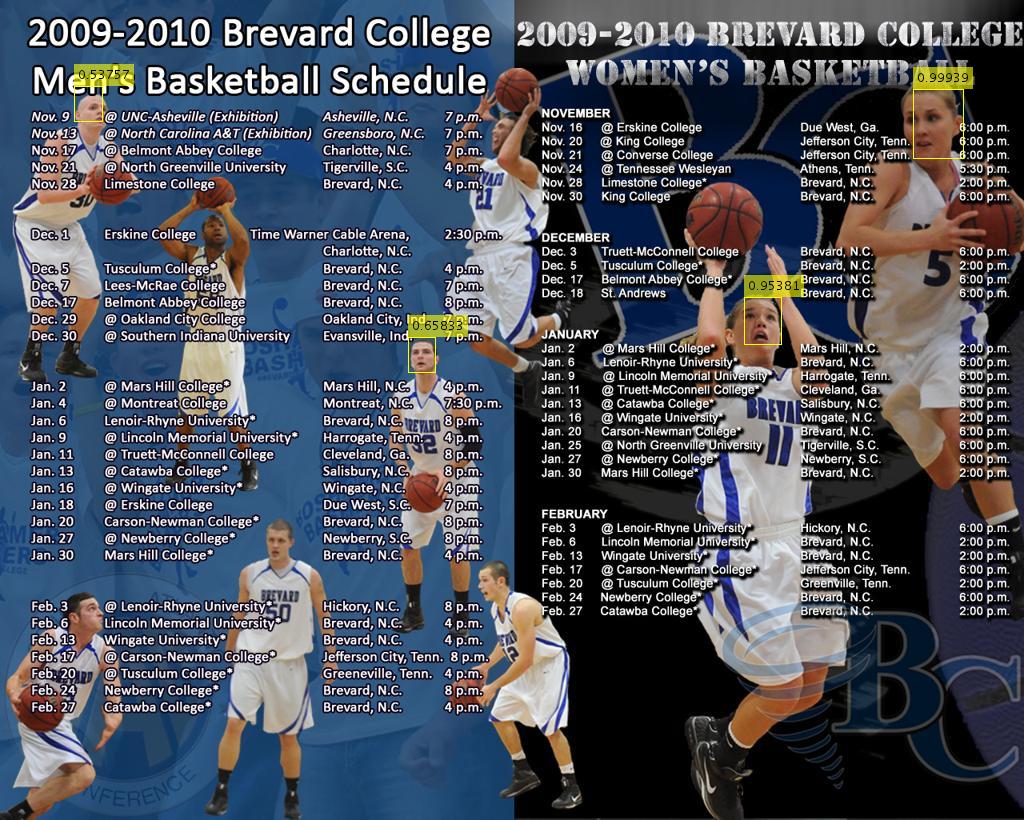 2009-2010 Brevard College
Men's Basketball Schedule
Nov. 9 @ UNC-Asheville (Exhibition) Asheville, N.C. 7 p.m.
Nov. 13 @ North Carolina A&T (Exhibition) Greensboro, N.C. 7 p.m.
Nov. 17 @ Belmont Abbey College Charlotte, N.C. 7 p.m.
Nov. 21 @ North Greenville University Tigerville, S.C. 4 p.m.
Nov. 28 Limestone College Brevard, N.C. 4 p.m.
Dec. 1 Erskine College Time Warner Cable Arena, 2:30 p.m.
Charlotte, N.C.
Dec. 5 Tusculum College* Brevard, N.C. 4 p.m.
Dec. 7 Lees-McRae College Brevard, N.C. 7 p.m.
Dec. 17 Belmont Abbey College Brevard, N.C. 8 p.m.
Dec. 29 @ Oakland City College Oakland City, Ind 7 p.m.
Dec. 30 @ Southern Indiana University Evansville, Ind 7 p.m.
Jan. 2 @ Mars Hill College* Mars Hill, N.C. 4 p.m.
Jan. 4 @ Montreat College Montreat, N.C. 7:30 p.m.
Jan. 6 Lenoir-Rhyne University* Brevard, N.C. 8 p.m.
Jan. 9 @ Lincoln Memorial University* Harrogate, Tenn. 4 p.m.
Jan. 11 @ Truett-McConnell College Cleveland, Ga. 8 p.m.
Jan. 13 @ Catawba College* Salisbury, N.C. 8 p.m.
Jan. 16 @ Wingate University* Wingate, N.C. 4 p.m.
Jan. 18 @ Erskine College Due West, S.C. 7 p.m.
Jan. 20 Carson-Newman College* Brevard, N.C. 8 p.m.
Jan. 27 @ Newberry College* Newberry, S.C. 8 p.m.
Jan. 30 Mars Hill College* Brevard, N.C. 4 p.m.
Feb. 3 @ Lenoir-Rhyne University* Hickory, N.C. 8 p.m.
Feb. 6 Lincoln Memorial University* Brevard, N.C. 4 p.m.
Feb. 13 Wingate University* Brevard, N.C. 4 p.m.
Feb. 17 @ Carson-Newman College* Jefferson City, Tenn. 8 p.m.
Feb. 20 @ Tusculum College* Greeneville, Tenn. 4 p.m.
Feb. 24 Newberry College* Brevard, N.C. 8 p.m.
Feb. 27 Catawba College* Brevard, N.C. 4 p.m.
0.53757
0.65833
21
32
BREVARD
50
2009-2010 BREVARD COLLEGE
WOMEN'S BASKETBALL
NOVEMBER
Nov. 16 @ Erskine College Due West, Ga. 6:00 p.m.
Nov. 20 @ King College Jefferson City, Tenn. 6:00 p.m.
Nov. 21 @ Converse College Jefferson City, Tenn. 6:00 p.m.
Nov. 24 @ Tennessee Wesleyan Athens, Tenn. 5:30 p.m.
Nov. 28 Limestone College* Brevard, N.C. 2:00 p.m.
Nov. 30 King College Brevard, N.C. 6:00 p.m.
DECEMBER
Dec. 3 Truett-McConnell College Brevard, N.C. 6:00 p.m.
Dec. 5 Tusculum College* Brevard, N.C. 2:00 p.m.
Dec. 17 Belmont Abbey College* Brevard, N.C. 6:00 p.m.
Dec. 18 St. Andrews Brevard, N.C. 6:00 p.m.
JANUARY
Jan. 2 @ Mars Hill College* Mars Hill, N.C. 2:00 p.m.
Jan. 6 Lenoir-Rhyne University* Brevard, N.C. 6:00 p.m.
Jan. 9 @ Lincoln Memorial University* Harrogate, Tenn. 2:00 p.m.
Jan. 11 @ Truett-McConnell College* Cleveland, Ga. 6:00 p.m.
Jan. 13 @ Catawba College* Salisbury, N.C. 6:00 p.m.
Jan. 16 @ Wingate University* Wingate, N.C. 2:00 p.m.
Jan. 20 Carson-Newman College* Brevard, N.C. 6:00 p.m.
Jan. 25 @ North Greenville University Tigerville, S.C. 6:00 p.m.
Jan. 27 @ Newberry College* Newberry, S.C. 6:00 p.m.
Jan. 30 Mars Hill College* Brevard, N.C. 2:00 p.m.
FEBRUARY
Feb. 3 @ Lenoir-Rhyne University* Hickory, N.C. 6:00 p.m.
Feb. 6 Lincoln Memorial University* Brevard, N.C. 2:00 p.m.
Feb. 13 Wingate University* Brevard, N.C. 2:00 p.m.
Feb. 17 @ Carson-Newman College* Jefferson City, Tenn. 6:00 p.m.
Feb. 20 @ Tusculum College* Greenville, Tenn. 2:00 p.m.
Feb. 24 Newberry College* Brevard, N.C. 6:00 p.m.
Feb. 27 Catawba College* Brevard, N.C. 2:00 p.m.
0.99939
0.95381
5
11
BC